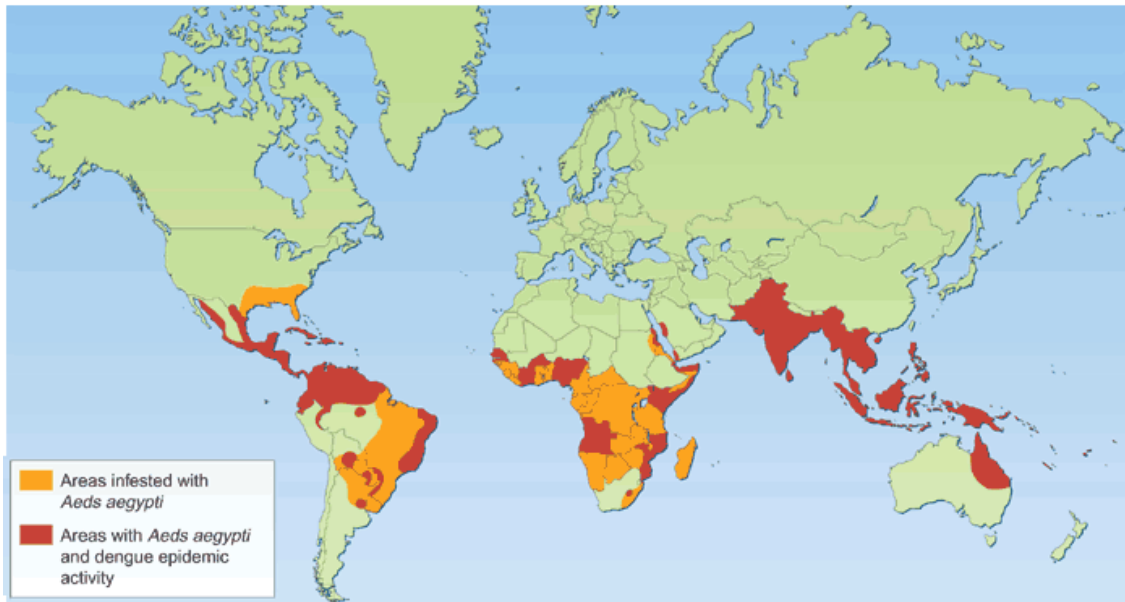 Areas infested with
Aeds aegypti
Areas with Aeds aegypti
and dengue epidemic
activity